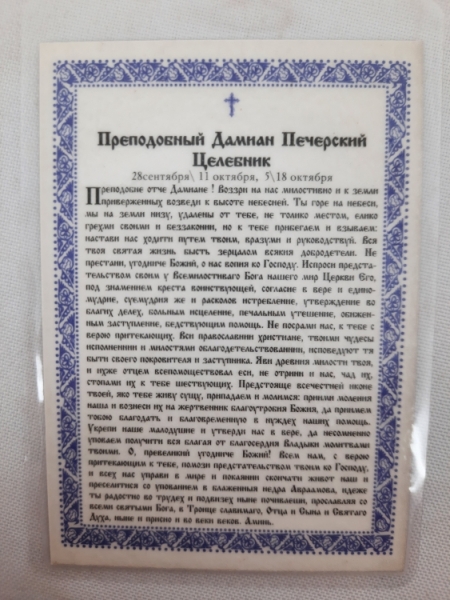 Преподобный Дамиан Печерский
Целебник
28сентября\ 11 октября, 5\18 октября
Преподобне отче Дамиане ! Воззри на нас милостивно и к земли
приверженных возведи к высоте небесней. Ты горе на небеси,
мы на земли низу, удалены от тебе, не толико местом, елико
грехми своими и беззаконии, но к тебе прибегаем и взываем:
настави нас ходити путем твоим, вразуми и руководствуй. Вся
твоя святая жизнь бысть зерцалом всякия добродетели. Не
престани, угодниче Божий, о нас вопия ко Господу. Испроси предста-
тельством своим у Всемилостиваго Бога нашего мир Церкви Его,
под знамением креста воинствующей, согласие в вере и едино-
мудрие, суемудрия же и расколов истребление, утверждение во
благих делех, больным исцеление, печальным утешение, обижен-
ным заступление, бедствующим помощь. Не посрами нас, к тебе с
верою притекающих. Вси православнии христиане, твоими чудесы
исполненнии и милостями облагодетельствованнии, исповедуют тя
быти своего покровителя и заступника. Яви древния милости твоя,
и ихже отцем всепомоществовал еси, не отрини и нас, чад их,
стопами их к тебе шествующих. Предстояще всечестней иконе
твоей, яко тебе живу сущу, припадаем и молимся: приими моления
наша и вознеси их на жертвенник благоутробия Божия, да приимем
тобою благодать и благовременную в нуждех наших помощь.
Укрепи наше малодушие и утверди нас в вере, да несомненно
уповаем получити вся благая от благосердия Владыки молитвами
твоими. О, превеликий угодниче Божий! Всем нам, с верою
притекающим к тебе, помози предстательством твоим ко Господу,
и всех нас управи в мире и покаянии скончати живот наш и
преселитися со упованием в блаженныя недра Авраамова, идеже
ты радостно во трудех и подвизех ныне почиваеши, прославляя со
всеми святыми Бога, в Троице славимаго, Отца и Сына и Святаго
Духа, ныне и присно и во веки веков. Аминь.